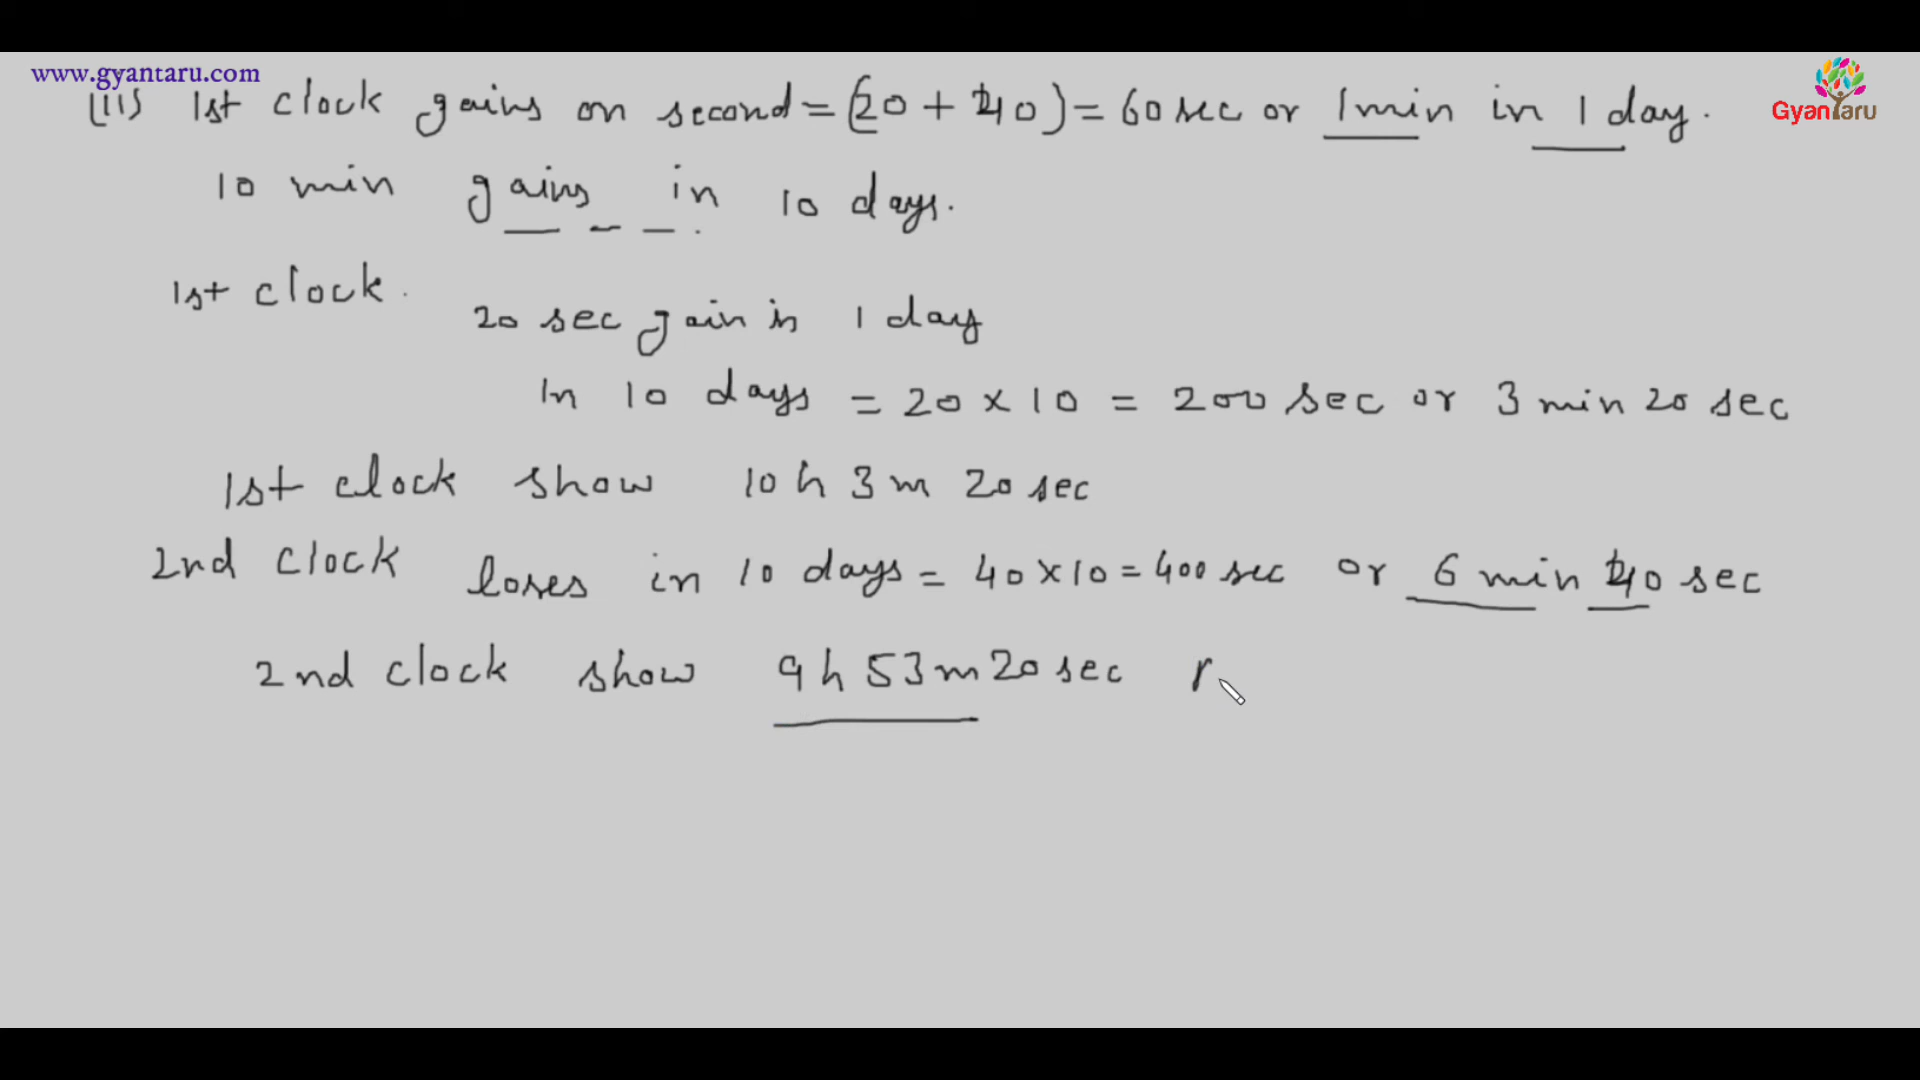 www.gyantaru.com
GyanTaru
(III) 1st clock gains on second = (20 + 40) = 60 sec or 1 min in 1 day.
10 min gains in 10 days.
1st clock.
20 sec gain in 1 day
In 10 days = 20 × 10 = 200 sec or 3 min 20 sec
1st clock show 10 h 3 m 20 sec
2nd clock loses in 10 days = 40 × 10 = 400 sec or 6 min 40 sec
2nd clock show 9 h 53 m 20 sec